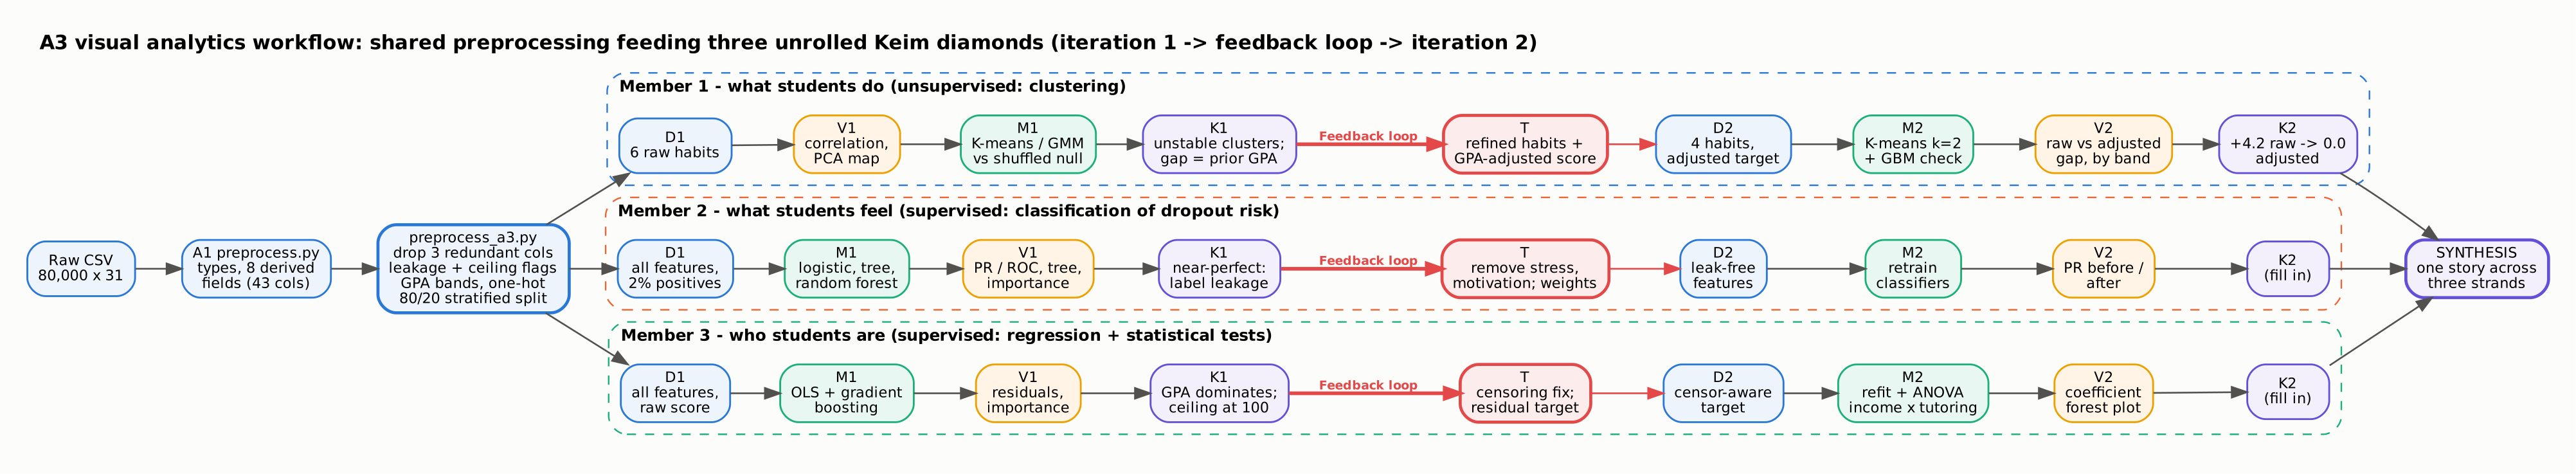 A3 visual analytics workflow: shared preprocessing feeding three unrolled Keim diamonds (iteration 1 -> feedback loop -> iteration 2)
Raw CSV
80,000 x 31
A1 preprocess.py
types, 8 derived
fields (43 cols)
preprocess_a3.py
drop 3 redundant cols
leakage + ceiling flags
GPA bands, one-hot
80/20 stratified split
Member 1 - what students do (unsupervised: clustering)
D1
6 raw habits
V1
correlation,
PCA map
M1
K-means / GMM
vs shuffled null
K1
unstable clusters;
gap = prior GPA
Feedback loop
T
refined habits +
GPA-adjusted score
D2
4 habits,
adjusted target
M2
K-means k=2
+ GBM check
V2
raw vs adjusted
gap, by band
K2
+4.2 raw -> 0.0
adjusted
Member 2 - what students feel (supervised: classification of dropout risk)
D1
all features,
2% positives
M1
logistic, tree,
random forest
V1
PR / ROC, tree,
importance
K1
near-perfect:
label leakage
Feedback loop
T
remove stress,
motivation; weights
D2
leak-free
features
M2
retrain
classifiers
V2
PR before /
after
K2
(fill in)
Member 3 - who students are (supervised: regression + statistical tests)
D1
all features,
raw score
M1
OLS + gradient
boosting
V1
residuals,
importance
K1
GPA dominates;
ceiling at 100
Feedback loop
T
censoring fix;
residual target
D2
censor-aware
target
M2
refit + ANOVA
income x tutoring
V2
coefficient
forest plot
K2
(fill in)
SYNTHESIS
one story across
three strands